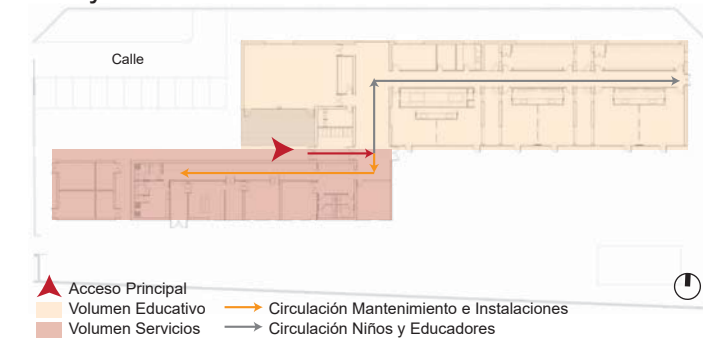 Calle
Acceso Principal
Volumen Educativo
Circulación Mantenimiento e Instalaciones
Volumen Servicios
Circulación Niños y Educadores